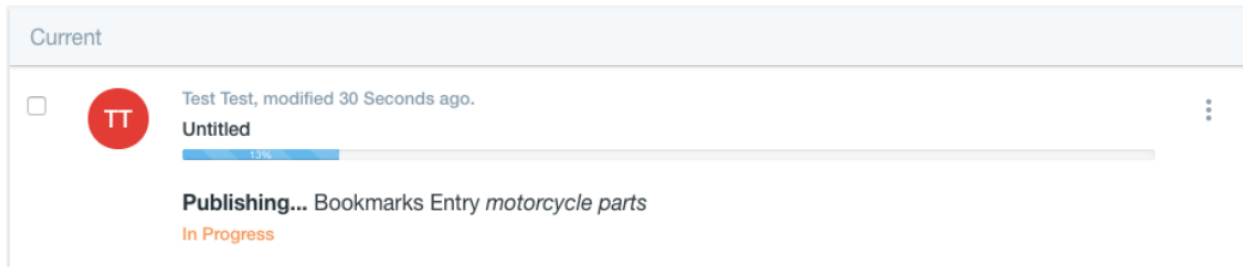 Current
TT
Test Test, modified 30 Seconds ago.
Untitled
13%
Publishing... Bookmarks Entry motorcycle parts
In Progress